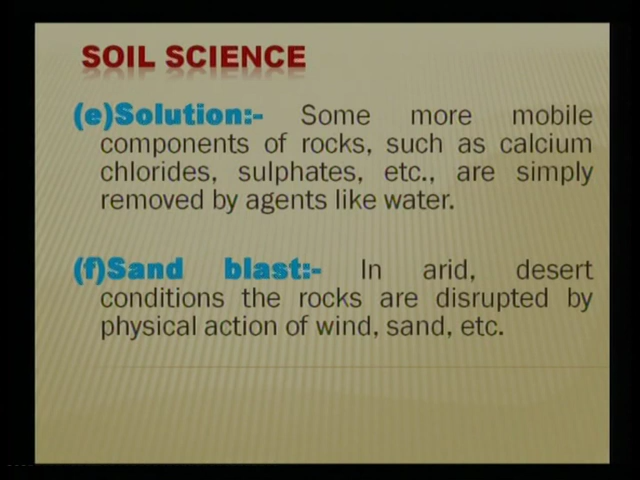 SOIL SCIENCE
(e)Solution:- Some more mobile
components of rocks, such as calcium
chlorides, sulphates, etc., are simply
removed by agents like water.
(f)Sand blast:- In arid, desert
conditions the rocks are disrupted by
physical action of wind, sand, etc.